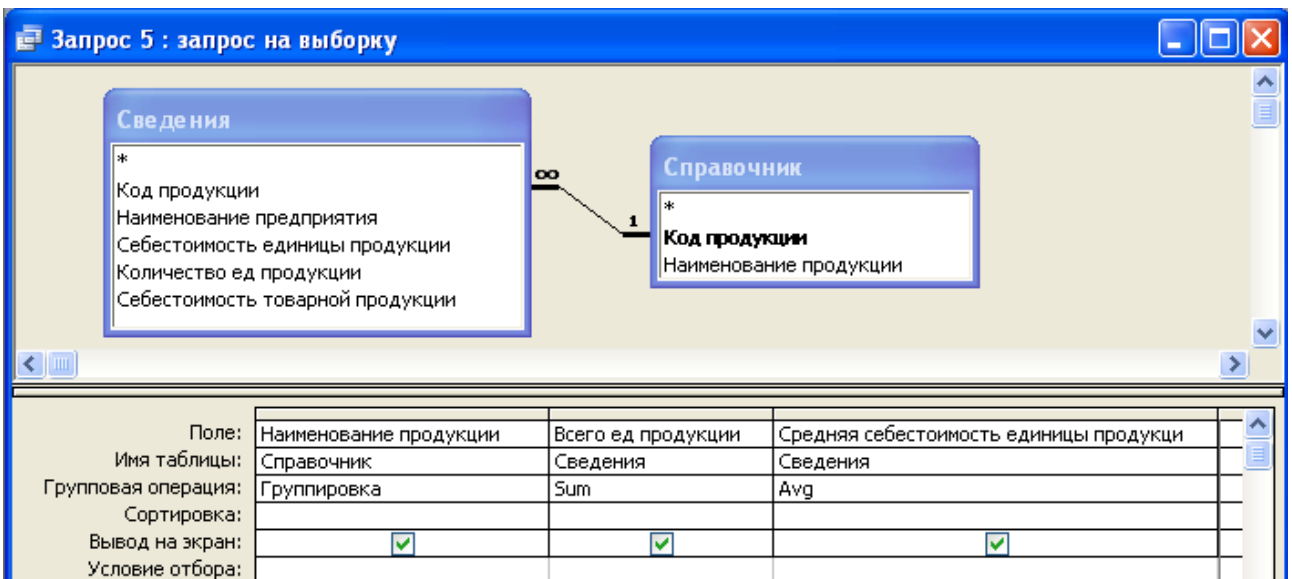 Запрос 5 : запрос на выборку
Сведения
*
Код продукции
Наименование предприятия
Себестоимость единицы продукции
Количество ед продукции
Себестоимость товарной продукции
∞
1
Справочник
*
Код продукции
Наименование продукции
Поле: Наименование продукции Всего ед продукции Средняя себестоимость единицы продукци
Имя таблицы: Справочник Сведения Сведения
Групповая операция: Группировка Sum Avg
Сортировка:
Вывод на экран:
Условие отбора: